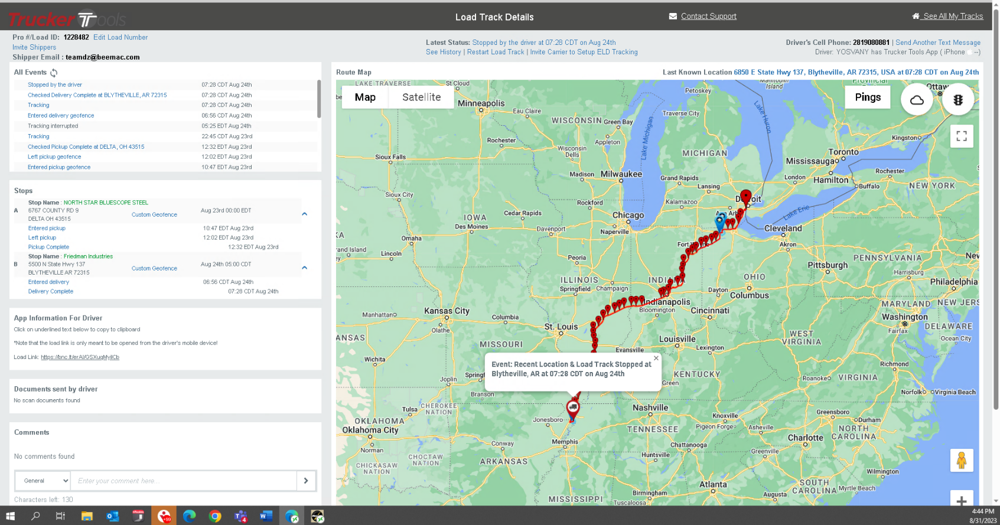 Trucker Tools
Load Track Details
Contact Support
See All My Tracks
Pro #/Load ID: 1228482 Edit Load Number
Invite Shippers
Shipper Email : teamdz@beemac.com
Latest Status: Stopped by the driver at 07:28 CDT on Aug 24th
See History | Restart Load Track | Invite Carrier to Setup ELD Tracking
Driver's Cell Phone: 2819080881 | Send Another Text Message
Driver: YOSVANY has Trucker Tools App ( iPhone --)
All Events
Stopped by the driver 07:28 CDT Aug 24th
Checked Delivery Complete at BLYTHEVILLE, AR 72315 07:28 CDT Aug 24th
Tracking 07:28 CDT Aug 24th
Entered delivery geofence 06:56 CDT Aug 24th
Tracking interrupted 05:25 EDT Aug 24th
Tracking 22:45 CDT Aug 23rd
Checked Pickup Complete at DELTA, OH 43515 12:32 EDT Aug 23rd
Left pickup geofence 12:02 EDT Aug 23rd
Entered pickup geofence 10:47 EDT Aug 23rd
Stops
Stop Name : NORTH STAR BLUESCOPE STEEL
A 6767 COUNTY RD 9 Aug 23rd 00:00 EDT
Custom Geofence
DELTA OH 43515
Entered pickup 10:47 EDT Aug 23rd
Left pickup 12:02 EDT Aug 23rd
Pickup Complete 12:32 EDT Aug 23rd
Stop Name : Friedman Industries
B 5500 N State Hwy 137 Aug 24th 05:00 CDT
Custom Geofence
BLYTHEVILLE AR 72315
Entered delivery 06:56 CDT Aug 24th
Delivery Complete 07:28 CDT Aug 24th
App Information For Driver
Click on underlined text below to copy to clipboard
*Note that the load link is only meant to be opened from the driver's mobile device!
Load Link:
Documents sent by driver
No scan documents found
Comments
No comments found
General
Enter your comment here...
Characters left: 130
Route Map
Last Known Location 6850 E State Hwy 137, Blytheville, AR 72315, USA at 07:28 CDT on Aug 24th
Map
Satellite
Pings
LAKE TRAVERSE
St Cloud
Minneapolis
Eau Claire
WISCONSIN
Green Bay
Appleton
Rochester
Wisconsin Dells
Sioux Falls
Madison
Milwaukee
Lake Michigan
Petoskey
Traverse City
Manitoulin Island
Lake Huron
MICHIGAN
Grand Rapids
Lansing
Kalamazoo
Detroit
Provincial
Ottawa
Kingston
Toronto
Mississauga
London
Hamilton
Rochester
Buffalo
NEW YORK
Lake Erie
Cleveland
Akron
Sioux City
Rockford
Chicago
Naperville
Cedar Rapids
IOWA
Des Moines
Davenport
Omaha
Lincoln
Peoria
ILLINOIS
Springfield
Champaign
Indianapolis
Bloomington
OHIO
Dayton
Columbus
Cincinnati
Pittsburgh
PENNSYLVANIA
Harrisburg
Philadelphia
MARYLAND
Washington
Fairfax
DELAWARE
Ocean City
Manhattan
Kansas City
Olathe
Columbia
St. Louis
MISSOURI
Wichita
Joplin
Branson
Evansville
Louisville
Lexington
WEST VIRGINIA
Richmond
Roanoke
VIRGINIA
Norfolk
Virginia Beach
KENTUCKY
Green
Event: Recent Location & Load Track Stopped at
Blytheville, AR at 07:28 CDT on Aug 24th
Tulsa
CHEROKEE NATION
OKLAHOMA
Oklahoma City
Norman
CHICKASAW NATION
CHOCTAW NATION
Jonesboro
Memphis
Conway
ARKANSAS
Nashville
TENNESSEE
Knoxville
Pigeon Forge
Asheville
Chattanooga
Huntsville
Greensboro
Durham
NORTH CAROLINA
Charlotte
Greenville
Wilmington
SOUTH CAROLINA
Myrtle Beach
Atlanta
Augusta
Birmingham
Tuscaloosa
MISSISSIPPI
4:44 PM
8/31/2023